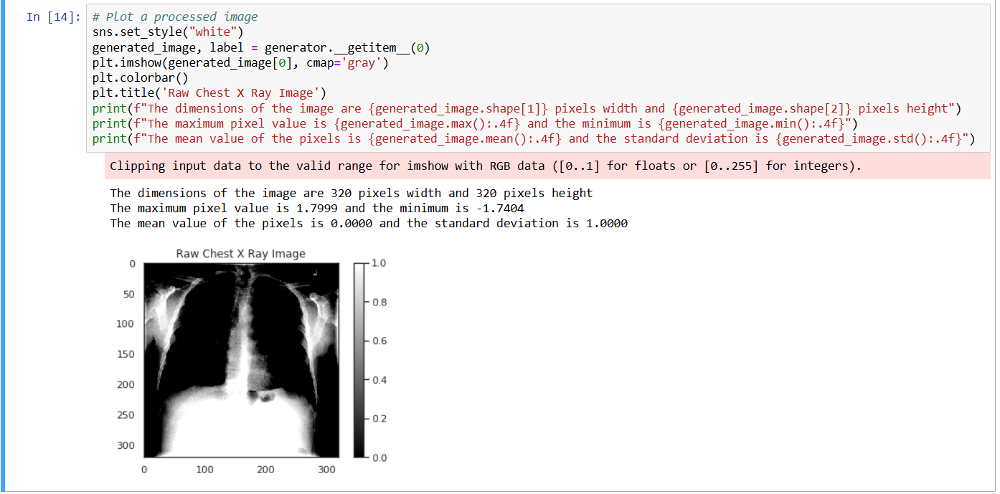 In [14]:
# Plot a processed image
sns.set_style("white")
generated_image, label = generator.__getitem__(0)
plt.imshow(generated_image[0], cmap='gray')
plt.colorbar()
plt.title('Raw Chest X Ray Image')
print(f"The dimensions of the image are {generated_image.shape[1]} pixels width and {generated_image.shape[2]} pixels height")
print(f"The maximum pixel value is {generated_image.max():.4f} and the minimum is {generated_image.min():.4f}")
print(f"The mean value of the pixels is {generated_image.mean():.4f} and the standard deviation is {generated_image.std():.4f}")
Clipping input data to the valid range for imshow with RGB data ([0..1] for floats or [0..255] for integers).
The dimensions of the image are 320 pixels width and 320 pixels height
The maximum pixel value is 1.7999 and the minimum is -1.7404
The mean value of the pixels is 0.0000 and the standard deviation is 1.0000
Raw Chest X Ray Image
0
50
100
150
200
250
300
0 100 200 300
1.0
0.8
0.6
0.4
0.2
0.0